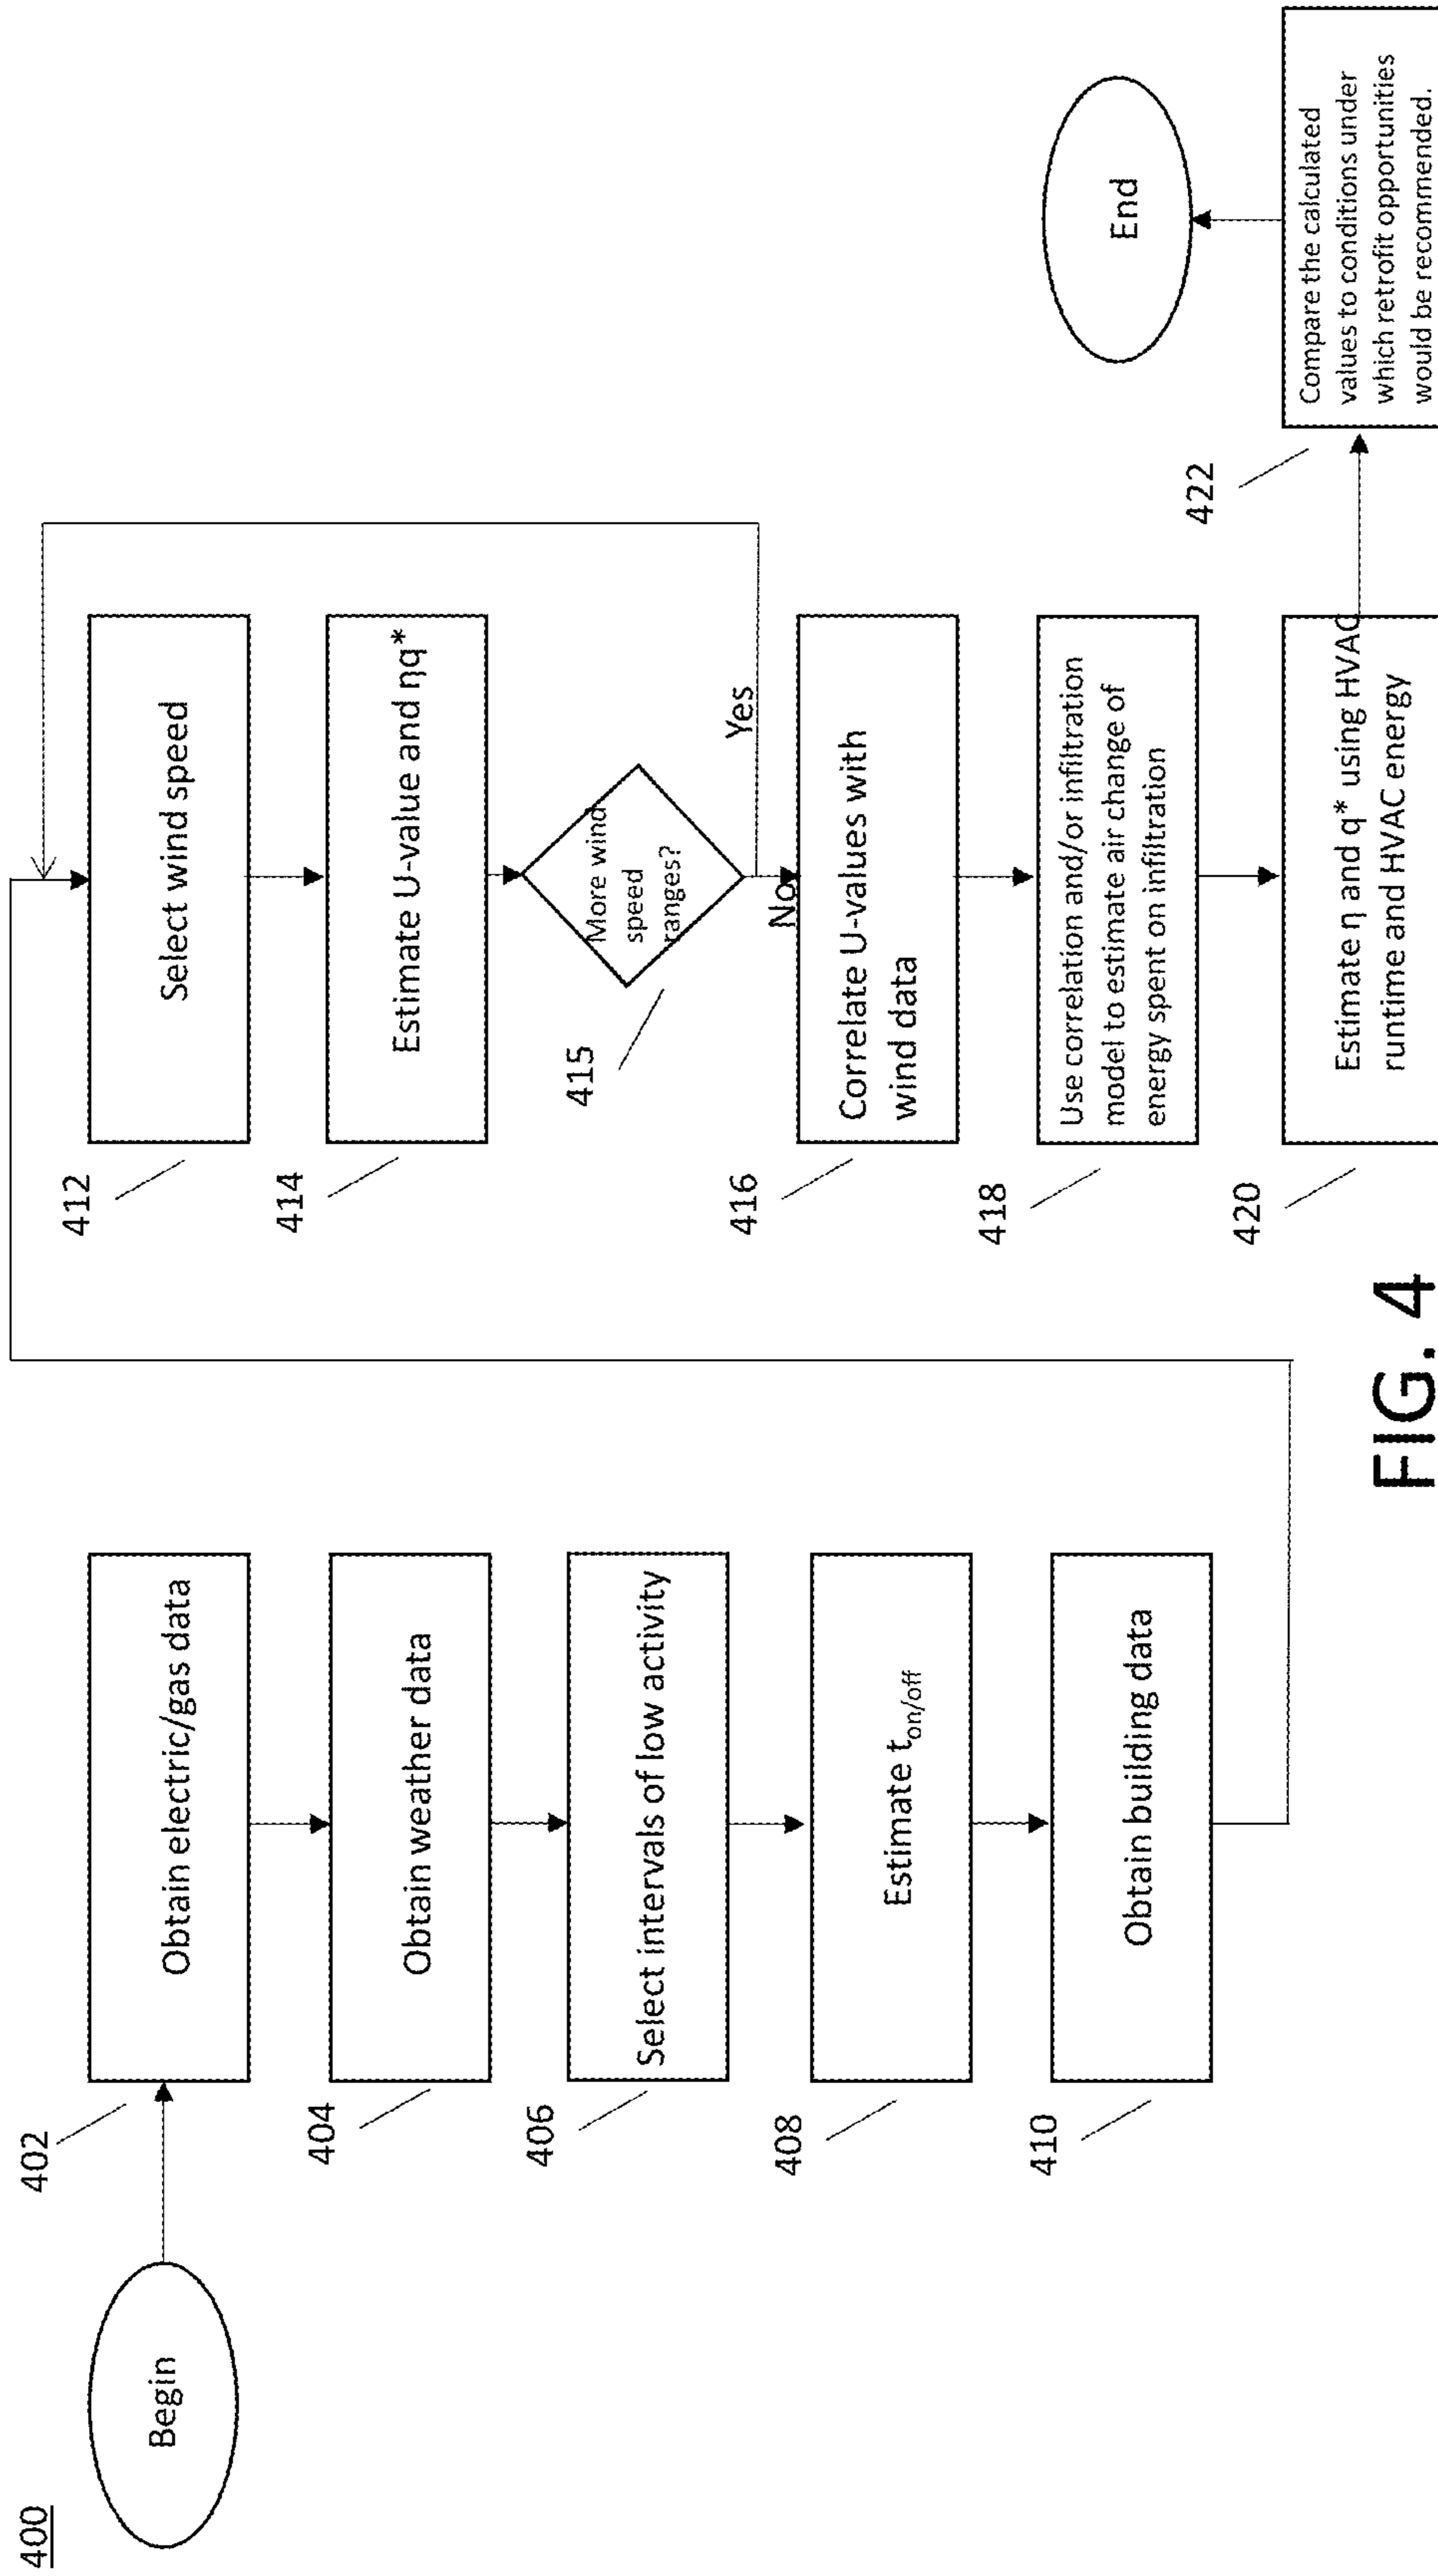 400
Begin
402
Obtain electric/gas data
404
Obtain weather data
406
Select intervals of low activity
408
Estimate ton/off
410
Obtain building data
412
Select wind speed
414
Estimate U-value and ηq*
415
More wind
speed
ranges?
Yes
No
416
Correlate U-values with
wind data
418
Use correlation and/or infiltration
model to estimate air change of
energy spent on infiltration
420
Estimate η and q* using HVAC
runtime and HVAC energy
422
Compare the calculated
values to conditions under
which retrofit opportunities
would be recommended.
End
FIG. 4